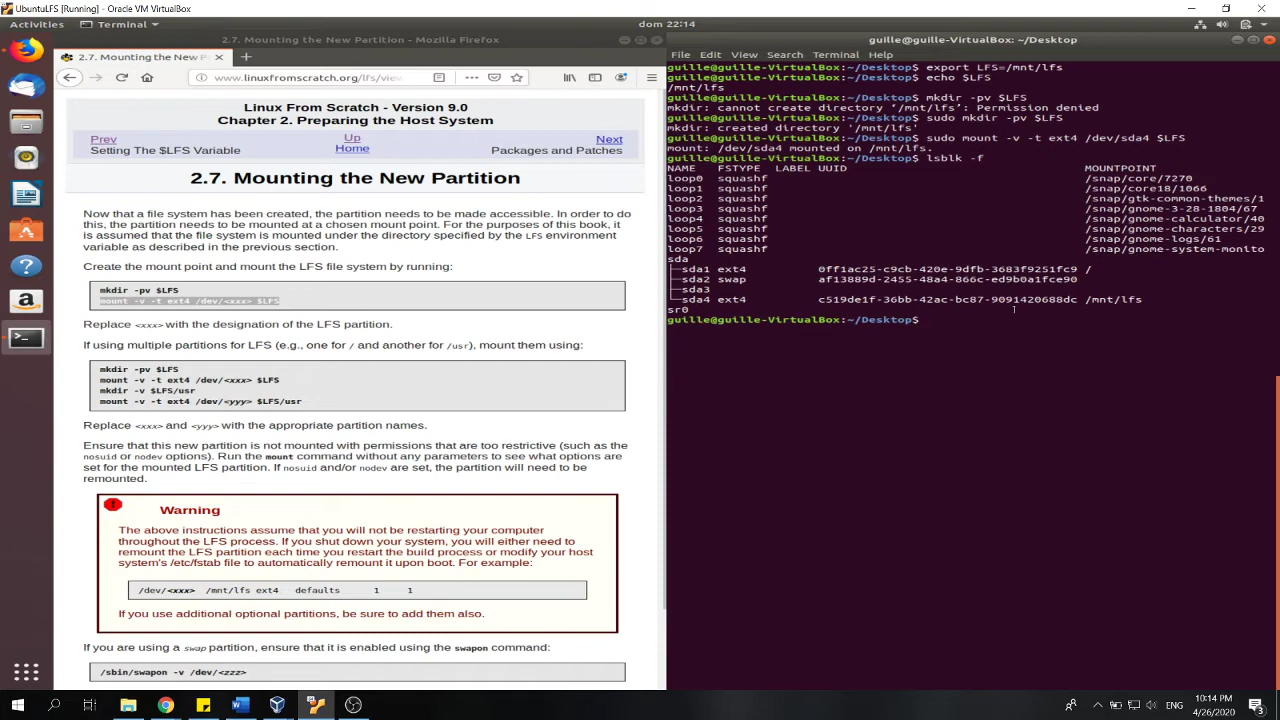 UbuntuLFS [Running] - Oracle VM VirtualBox
Activities
Terminal
dom 22:14
2.7. Mounting the New Partition - Mozilla Firefox
2.7. Mounting the New P
www.linuxfromscratch.org/lfs/view
Linux From Scratch - Version 9.0
Chapter 2. Preparing the Host System
Prev
Up
Next
Setting The $LFS Variable
Home
Packages and Patches
2.7. Mounting the New Partition
Now that a file system has been created, the partition needs to be made accessible. In order to do
this, the partition needs to be mounted at a chosen mount point. For the purposes of this book, it
is assumed that the file system is mounted under the directory specified by the LFS environment
variable as described in the previous section.
Create the mount point and mount the LFS file system by running:
mkdir -pv $LFS
mount -v -t ext4 /dev/<xxx> $LFS
Replace <xxx> with the designation of the LFS partition.
If using multiple partitions for LFS (e.g., one for / and another for /usr), mount them using:
mkdir -pv $LFS
mount -v -t ext4 /dev/<xxx> $LFS
mkdir -v $LFS/usr
mount -v -t ext4 /dev/<yyy> $LFS/usr
Replace <xxx> and <yyy> with the appropriate partition names.
Ensure that this new partition is not mounted with permissions that are too restrictive (such as the
nosuid or nodev options). Run the mount command without any parameters to see what options are
set for the mounted LFS partition. If nosuid and/or nodev are set, the partition will need to be
remounted.
Warning
The above instructions assume that you will not be restarting your computer
throughout the LFS process. If you shut down your system, you will either need to
remount the LFS partition each time you restart the build process or modify your host
system's /etc/fstab file to automatically remount it upon boot. For example:
/dev/<xxx> /mnt/lfs ext4 defaults 1 1
If you use additional optional partitions, be sure to add them also.
If you are using a swap partition, ensure that it is enabled using the swapon command:
/sbin/swapon -v /dev/<zzz>
guille@guille-VirtualBox: ~/Desktop
File Edit View Search Terminal Help
guille@guille-VirtualBox:~/Desktop$ export LFS=/mnt/lfs
guille@guille-VirtualBox:~/Desktop$ echo $LFS
/mnt/lfs
guille@guille-VirtualBox:~/Desktop$ mkdir -pv $LFS
mkdir: cannot create directory ‘/mnt/lfs’: Permission denied
guille@guille-VirtualBox:~/Desktop$ sudo mkdir -pv $LFS
mkdir: created directory '/mnt/lfs'
guille@guille-VirtualBox:~/Desktop$ sudo mount -v -t ext4 /dev/sda4 $LFS
mount: /dev/sda4 mounted on /mnt/lfs.
guille@guille-VirtualBox:~/Desktop$ lsblk -f
NAME FSTYPE LABEL UUID MOUNTPOINT
loop0 squashf /snap/core/7270
loop1 squashf /snap/core18/1066
loop2 squashf /snap/gtk-common-themes/1
loop3 squashf /snap/gnome-3-28-1804/67
loop4 squashf /snap/gnome-calculator/40
loop5 squashf /snap/gnome-characters/29
loop6 squashf /snap/gnome-logs/61
loop7 squashf /snap/gnome-system-monito
sda
├─sda1 ext4 0ff1ac25-c9cb-420e-9dfb-3683f9251fc9 /
├─sda2 swap af13889d-2455-48a4-866c-ed9b0a1fce90
├─sda3
└─sda4 ext4 c519de1f-36bb-42ac-bc87-9091420688dc /mnt/lfs
sr0
guille@guille-VirtualBox:~/Desktop$
10:14 PM
4/26/2020
3